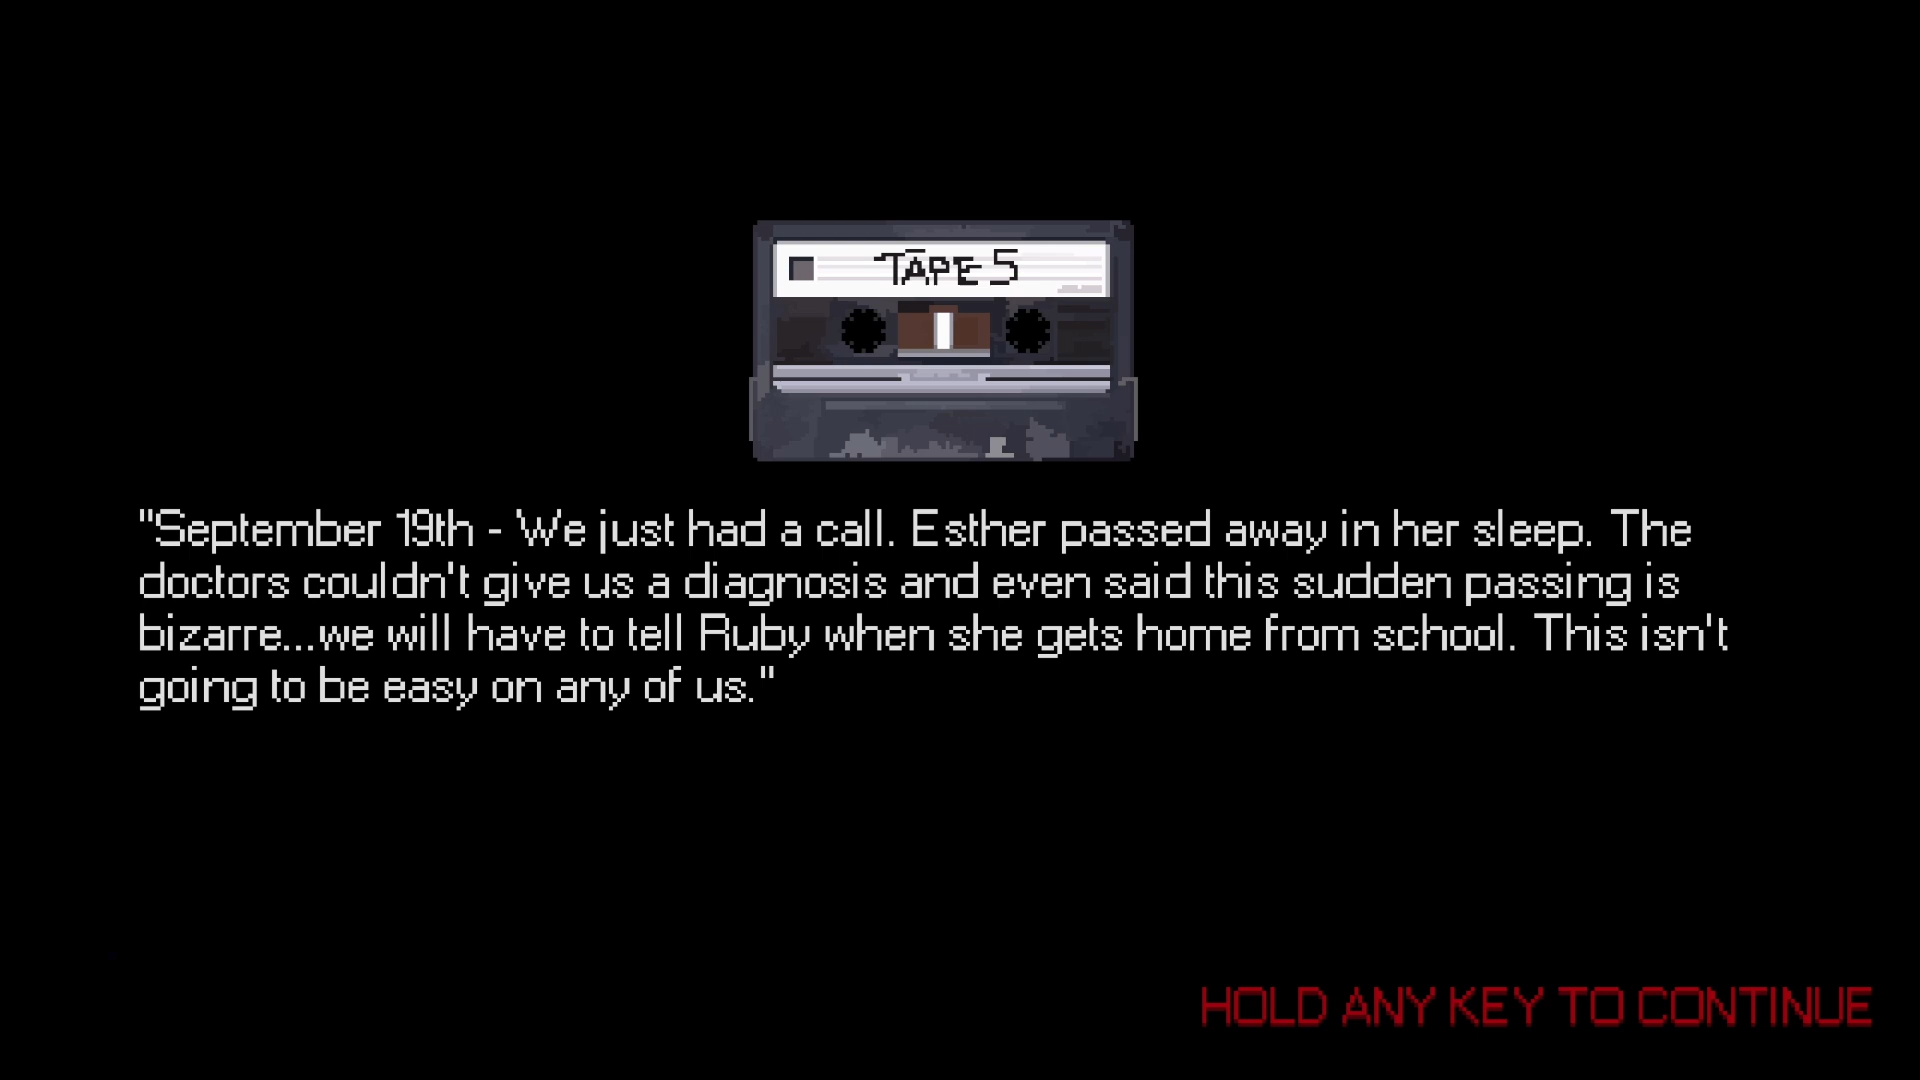 TAPE 5
"September 19th - We just had a call. Esther passed away in her sleep. The
doctors couldn't give us a diagnosis and even said this sudden passing is
bizarre...we will have to tell Ruby when she gets home from school. This isn't
going to be easy on any of us."
HOLD ANY KEY TO CONTINUE